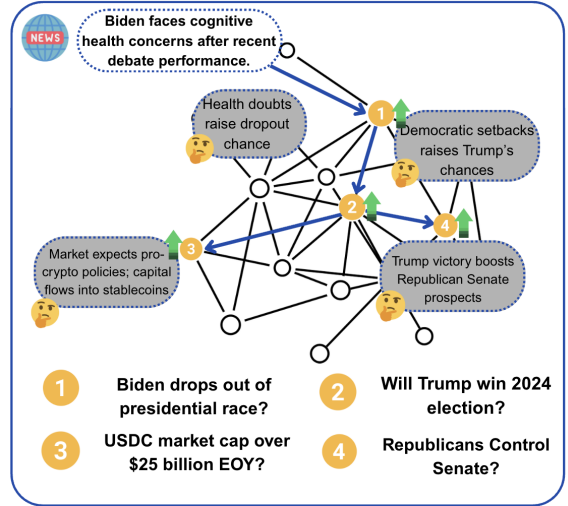 NEWS
Biden faces cognitive
health concerns after recent
debate performance.
Health doubts
raise dropout
chance
1
Democratic setbacks
raises Trump's
chances
2
4
3
Market expects pro-
crypto policies; capital
flows into stablecoins
Trump victory boosts
Republican Senate
prospects
1
Biden drops out of
presidential race?
2
Will Trump win 2024
election?
3
USDC market cap over
$25 billion EOY?
4
Republicans Control
Senate?